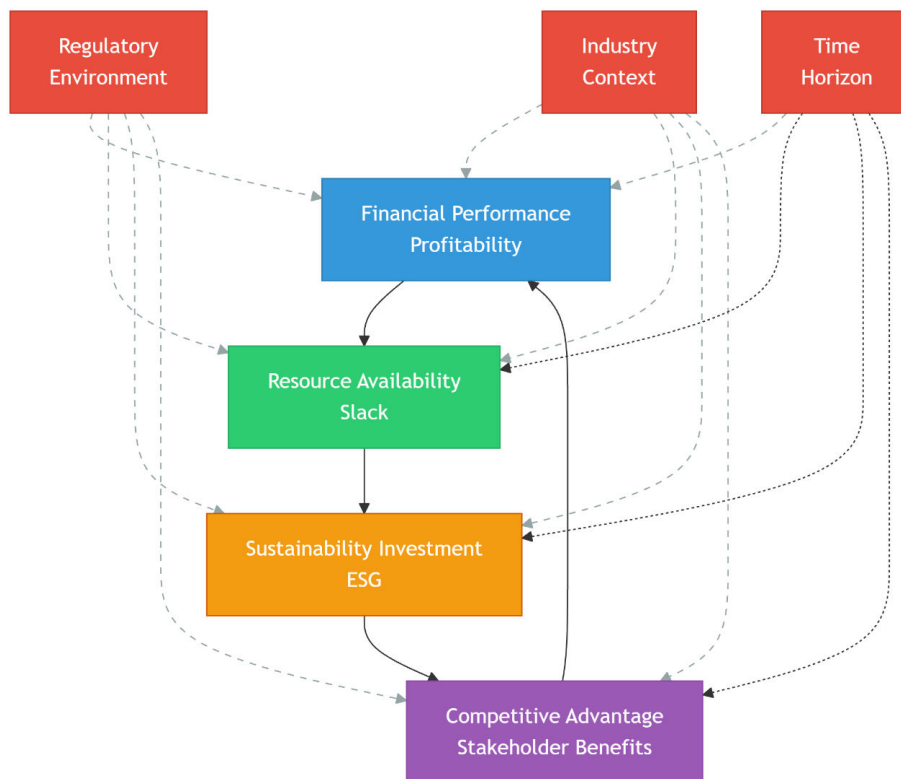 Regulatory
Environment
Industry
Context
Time
Horizon
Financial Performance
Profitability
Resource Availability
Slack
Sustainability Investment
ESG
Competitive Advantage
Stakeholder Benefits